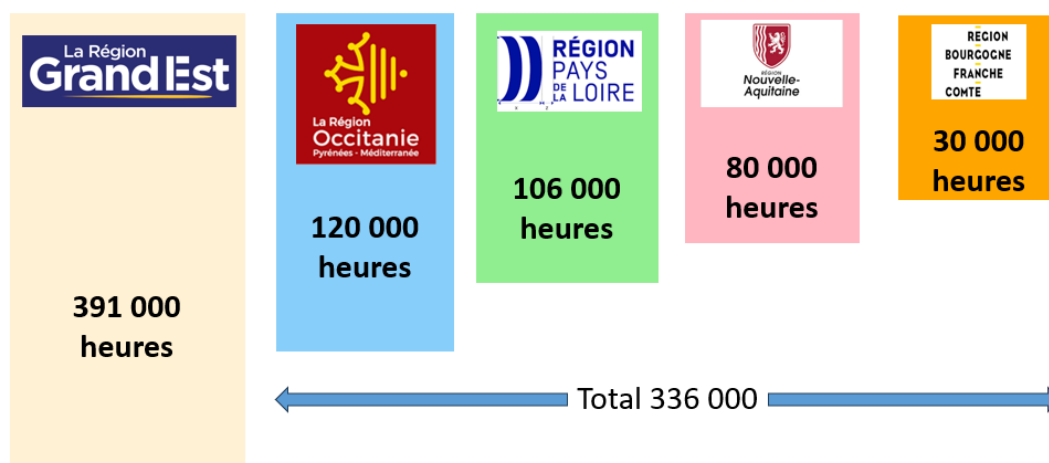 La Région
Grand Est
391 000
heures
La Région
Occitanie
Pyrénées - Méditerranée
120 000
heures
RÉGION
PAYS
DE LA LOIRE
106 000
heures
RÉGION
Nouvelle-
Aquitaine
80 000
heures
REGION
BOURGOGNE
FRANCHE
COMTE
30 000
heures
Total 336 000